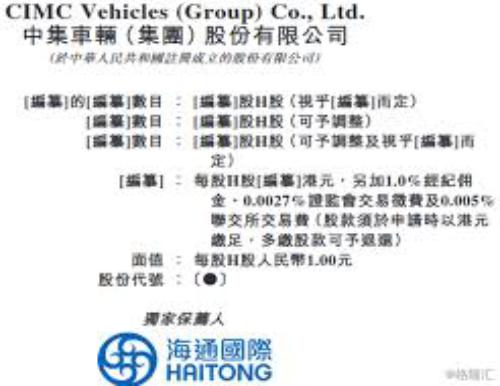 CIMC Vehicles (Group) Co., Ltd.
中集車輛（集團）股份有限公司
（於中華人民共和國註冊成立的股份有限公司）
[編纂]的[編纂]數目 ： [編纂]股H股（視乎[編纂]而定）
[編纂]數目 ： [編纂]股H股（可予調整）
[編纂]數目 ： [編纂]股H股（可予調整及視乎[編纂]而
定）
[編纂] ： 每股H股[編纂]港元，另加1.0%經紀佣
金、0.0027%證監會交易徵費及0.005%
聯交所交易費（股款須於申請時以港元
繳足，多繳股款可予退還）
面值 ： 每股H股人民幣1.00元
股份代號 ： [●]
獨家保薦人
海通國際
HAITONG
格隆汇